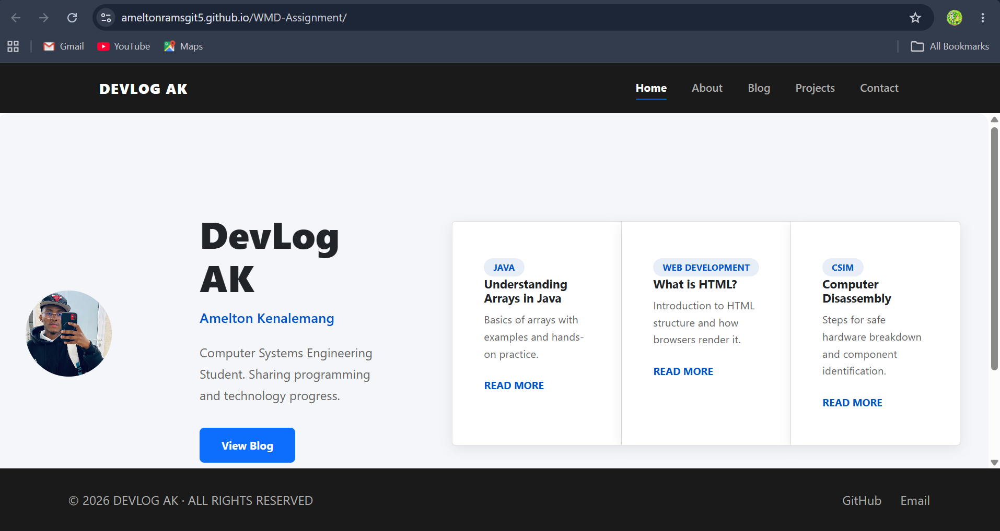 ameltonramsgit5.github.io/WMD-Assignment/
Gmail YouTube Maps All Bookmarks
DEVLOG AK
Home About Blog Projects Contact
DevLog
AK
Amelton Kenalemang
Computer Systems Engineering
Student. Sharing programming
and technology progress.
View Blog
JAVA
Understanding
Arrays in Java
Basics of arrays with
examples and hands-
on practice.
READ MORE
WEB DEVELOPMENT
What is HTML?
Introduction to HTML
structure and how
browsers render it.
READ MORE
CSIM
Computer
Disassembly
Steps for safe
hardware breakdown
and component
identification.
READ MORE
© 2026 DEVLOG AK · ALL RIGHTS RESERVED
GitHub Email